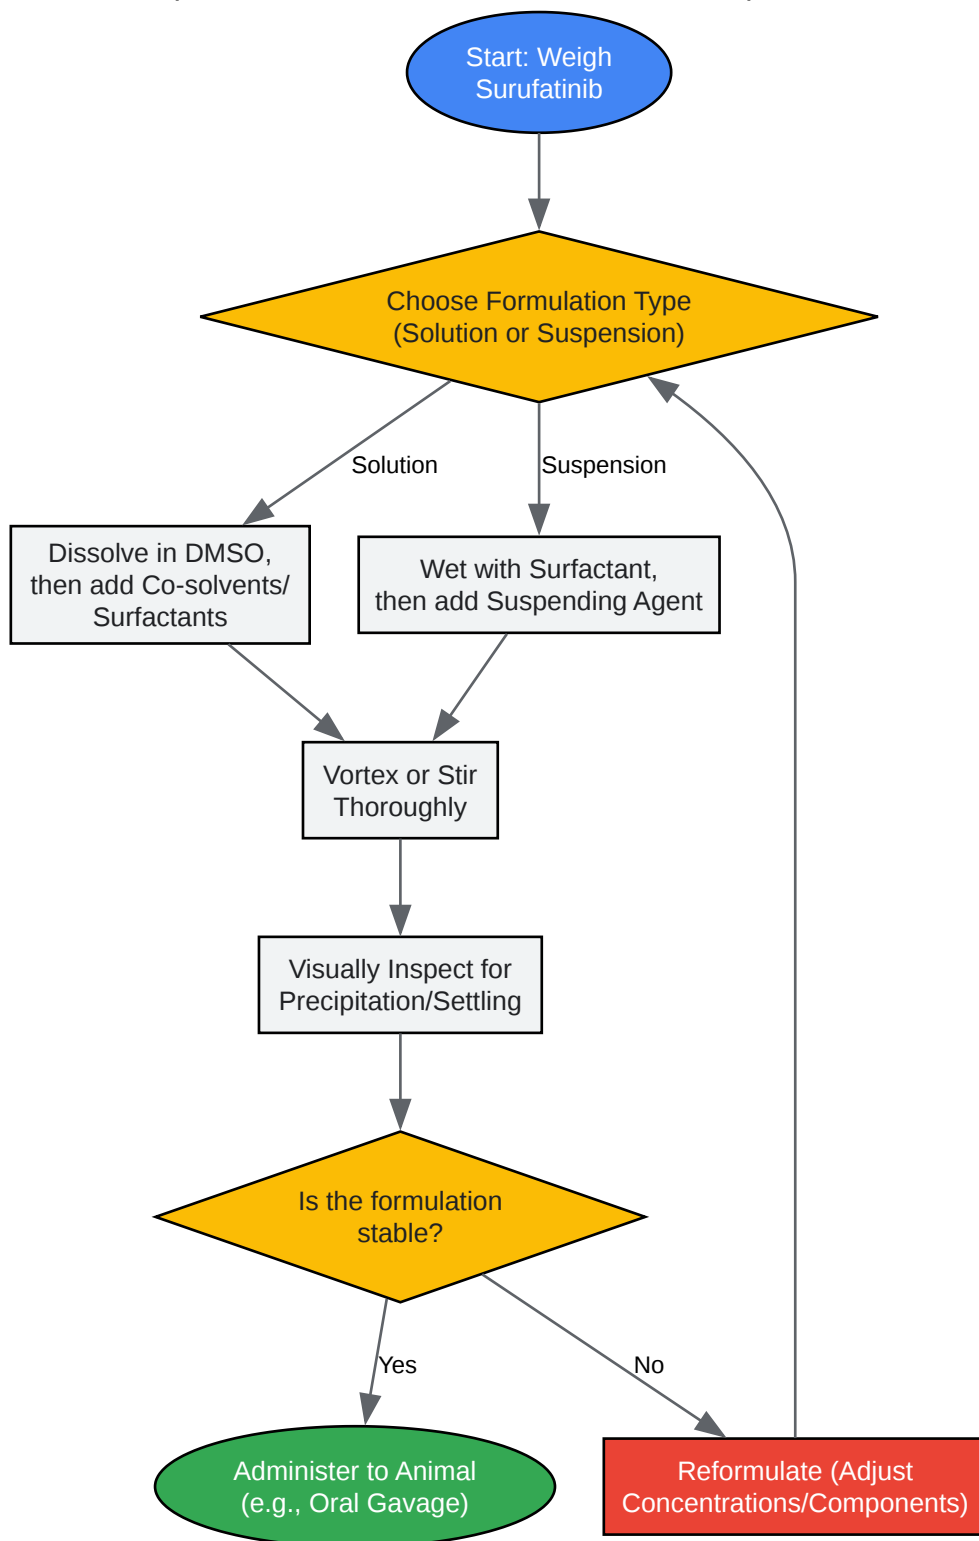 Start: Weigh
Surufatinib
Choose Formulation Type
(Solution or Suspension)
Solution
Suspension
Dissolve in DMSO,
then add Co-solvents/
Surfactants
Wet with Surfactant,
then add Suspending Agent
Vortex or Stir
Thoroughly
Visually Inspect for
Precipitation/Settling
Is the formulation
stable?
Yes
No
Administer to Animal
(e.g., Oral Gavage)
Reformulate (Adjust
Concentrations/Components)